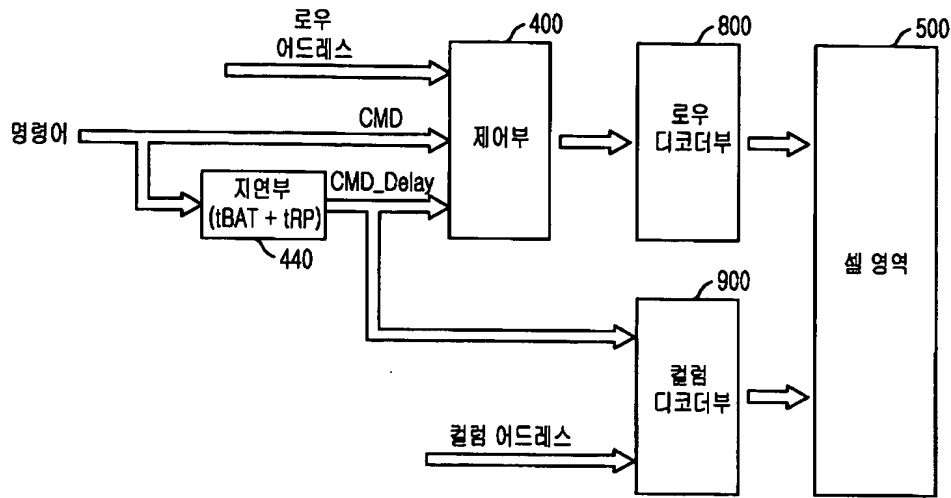 로우
어드레스
400
800
500
명령어
CMD
제어부
로우
디코더부
지연부
(tBAT + tRP)
CMD_Delay
440
셀 영역
900
컬럼
디코더부
컬럼 어드레스